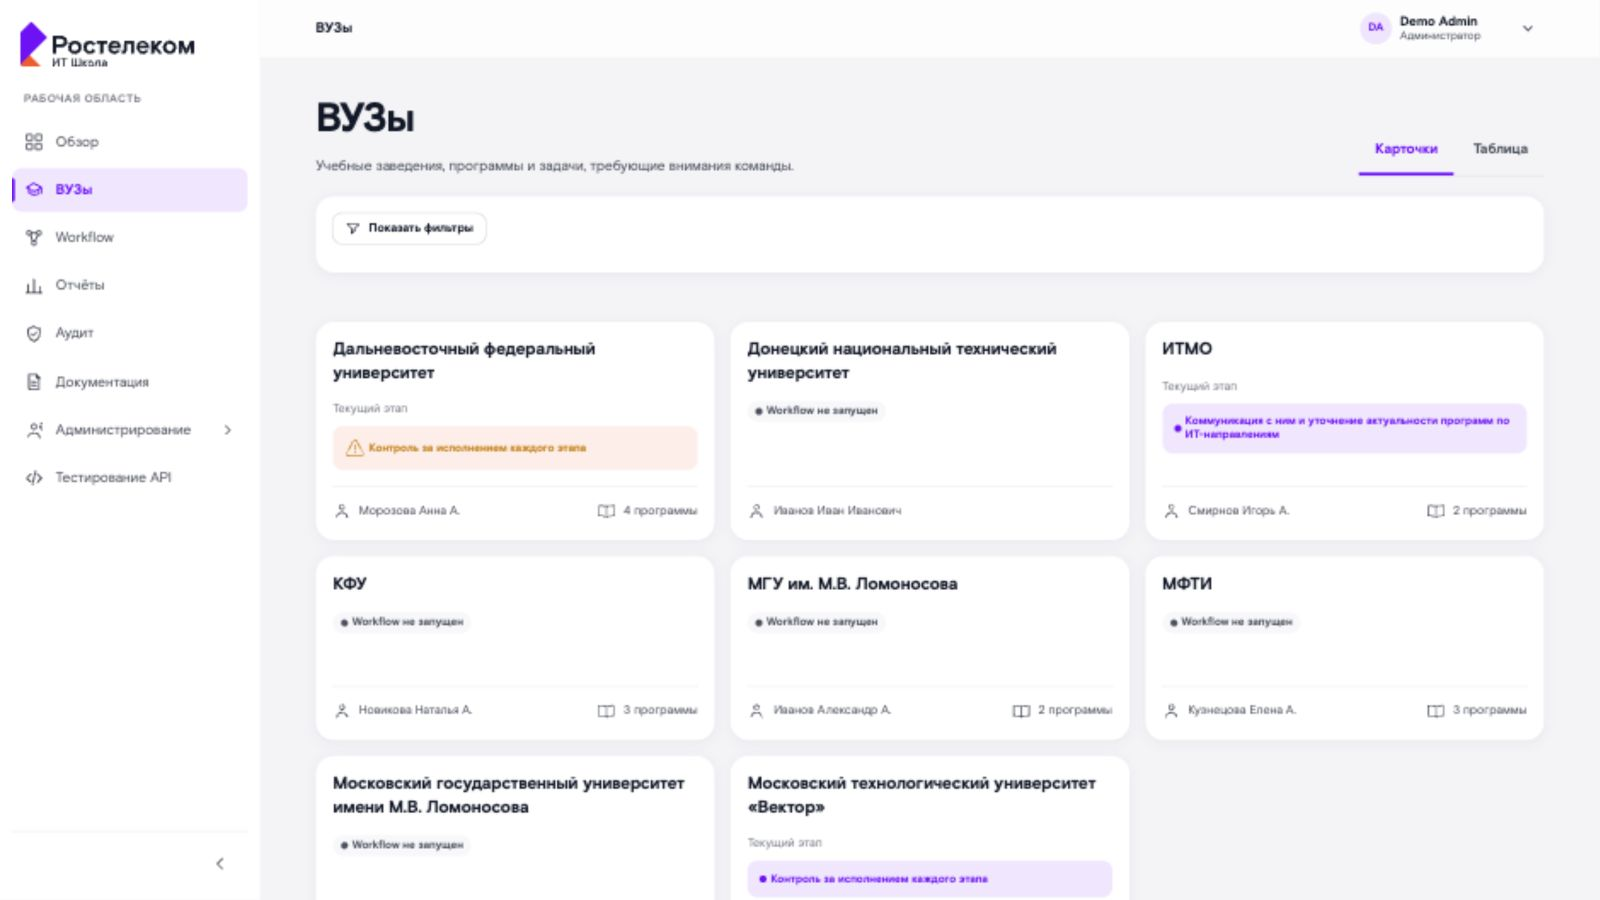 Ростелеком
ИТ Школа
РАБОЧАЯ ОБЛАСТЬ
Обзор
ВУЗы
Workflow
Отчёты
Аудит
Документация
Администрирование
Тестирование API
ВУЗы
DA
Demo Admin
Администратор
ВУЗы
Учебные заведения, программы и задачи, требующие внимания команды.
Карточки
Таблица
Показать фильтры
Дальневосточный федеральный
университет
Текущий этап
Контроль за исполнением каждого этапа
Морозова Анна А.
4 программы
Донецкий национальный технический
университет
Workflow не запущен
Иванов Иван Иванович
ИТМО
Текущий этап
Коммуникация с ним и уточнение актуальности программ по
ИТ-направлениям
Смирнов Игорь А.
2 программы
КФУ
Workflow не запущен
Новикова Наталья А.
3 программы
МГУ им. М.В. Ломоносова
Workflow не запущен
Иванов Александр А.
2 программы
МФТИ
Workflow не запущен
Кузнецова Елена А.
3 программы
Московский государственный университет
имени М.В. Ломоносова
Workflow не запущен
Московский технологический университет
«Вектор»
Текущий этап
Контроль за исполнением каждого этапа